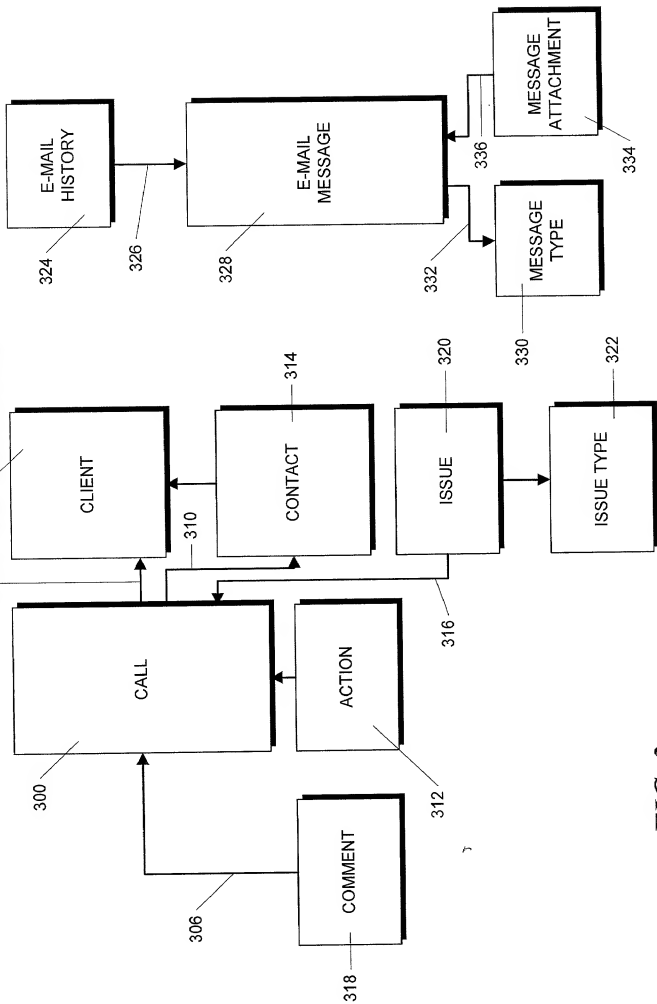 300
324
E-MAIL
HISTORY
CLIENT
326
CALL
310
306
328
CONTACT
314
E-MAIL
MESSAGE
318
COMMENT
ACTION
312
316
ISSUE
320
332
336
330
MESSAGE
TYPE
MESSAGE
ATTACHMENT
ISSUE TYPE
322
334